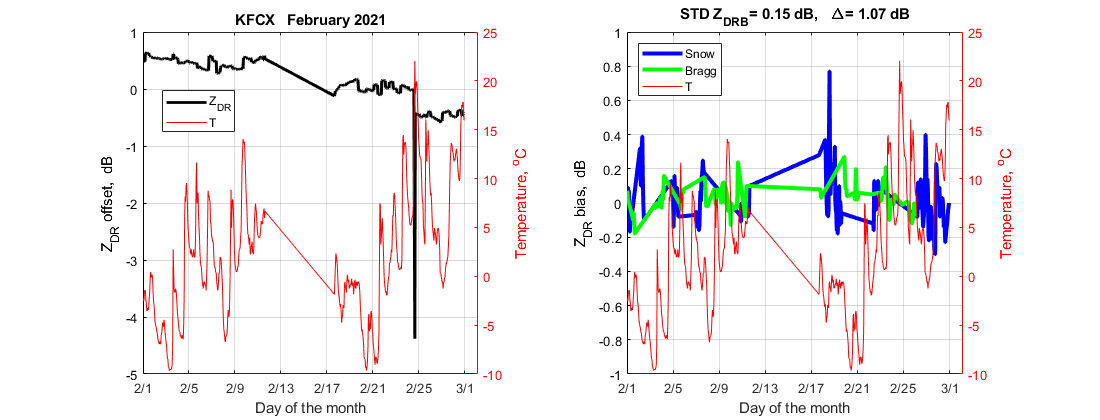 KFCX February 2021
1
0
-1
-2
-3
-4
-5
Z_DR offset, dB
Z_DR
T
25
20
15
10
5
0
-5
-10
Temperature, °C
2/1 2/5 2/9 2/13 2/17 2/21 2/25 3/1
Day of the month
STD Z_DRB = 0.15 dB, Δ = 1.07 dB
1
0.8
0.6
0.4
0.2
0
-0.2
-0.4
-0.6
-0.8
-1
Z_DR bias, dB
Snow
Bragg
T
25
20
15
10
5
0
-5
-10
Temperature, °C
2/1 2/5 2/9 2/13 2/17 2/21 2/25 3/1
Day of the month